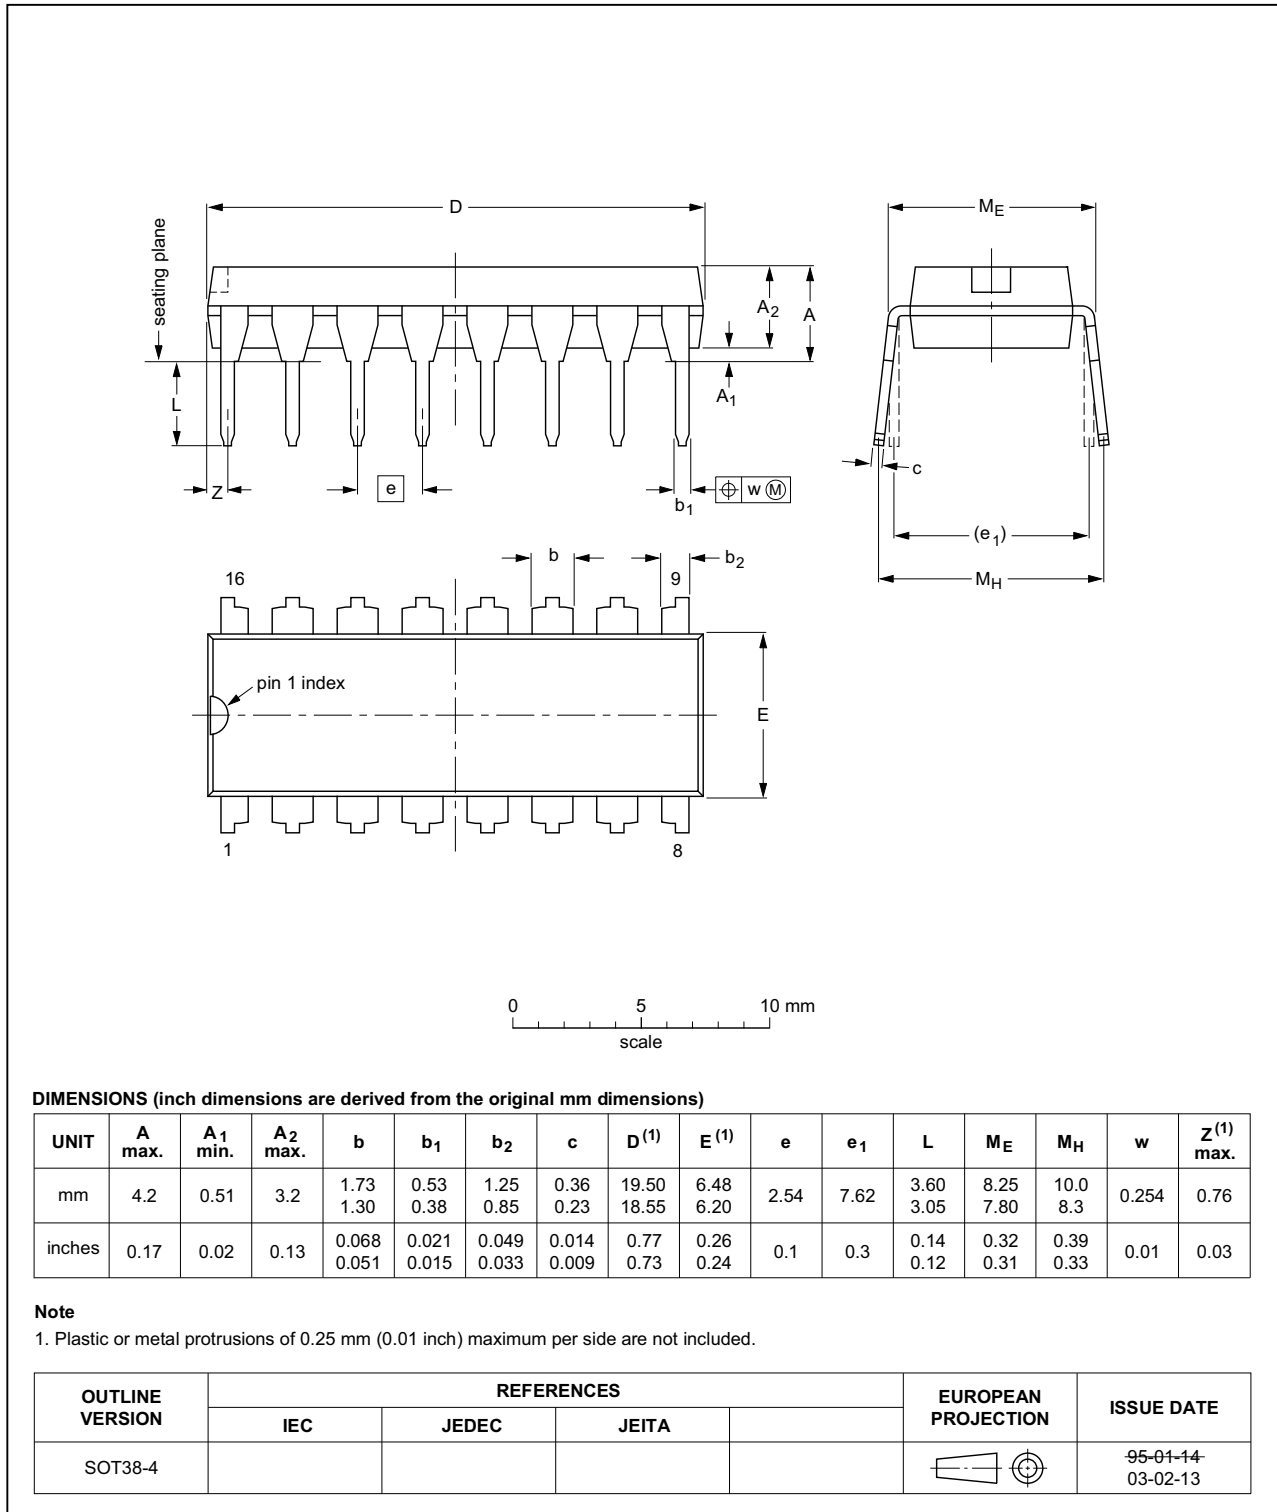 D
ME
seating plane
A2
A
A1
L
Z
e
b1
w M
c
(e1)
MH
b
b2
16
9
pin 1 index
E
1
8
0 5 10 mm
scale
DIMENSIONS (inch dimensions are derived from the original mm dimensions)
UNIT A max. A1 min. A2 max. b b1 b2 c D(1) E(1) e e1 L ME MH w Z(1) max.
mm 4.2 0.51 3.2 1.73 1.30 0.53 0.38 1.25 0.85 0.36 0.23 19.50 18.55 6.48 6.20 2.54 7.62 3.60 3.05 8.25 7.80 10.0 8.3 0.254 0.76
inches 0.17 0.02 0.13 0.068 0.051 0.021 0.015 0.049 0.033 0.014 0.009 0.77 0.73 0.26 0.24 0.1 0.3 0.14 0.12 0.32 0.31 0.39 0.33 0.01 0.03
Note
1. Plastic or metal protrusions of 0.25 mm (0.01 inch) maximum per side are not included.
OUTLINE VERSION REFERENCES EUROPEAN PROJECTION ISSUE DATE
IEC JEDEC JEITA
SOT38-4 95-01-14
03-02-13